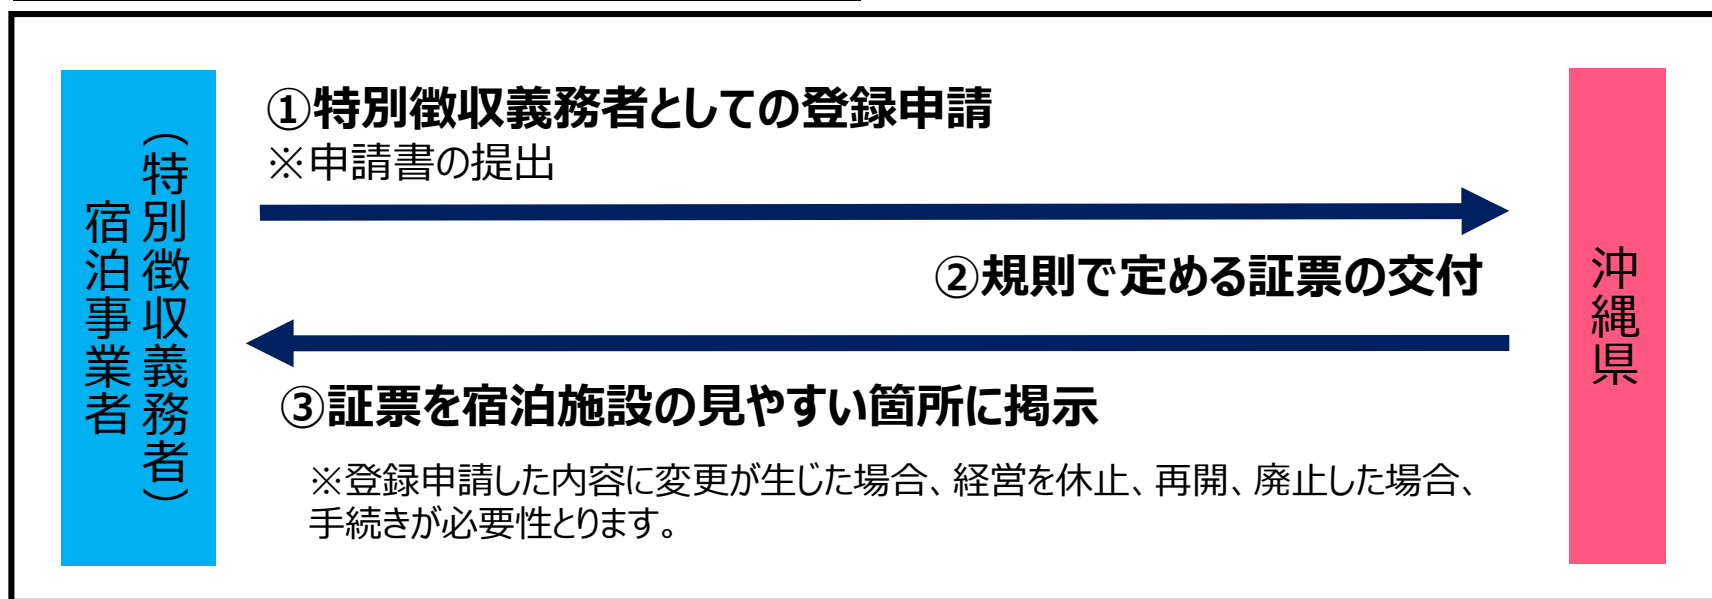 宿泊事業者
(特別徴収義務者)
①特別徴収義務者としての登録申請
※申請書の提出
②規則で定める証票の交付
③証票を宿泊施設の見やすい箇所に掲示
※登録申請した内容に変更が生じた場合、経営を休止、再開、廃止した場合、
手続きが必要性とります。
沖縄県